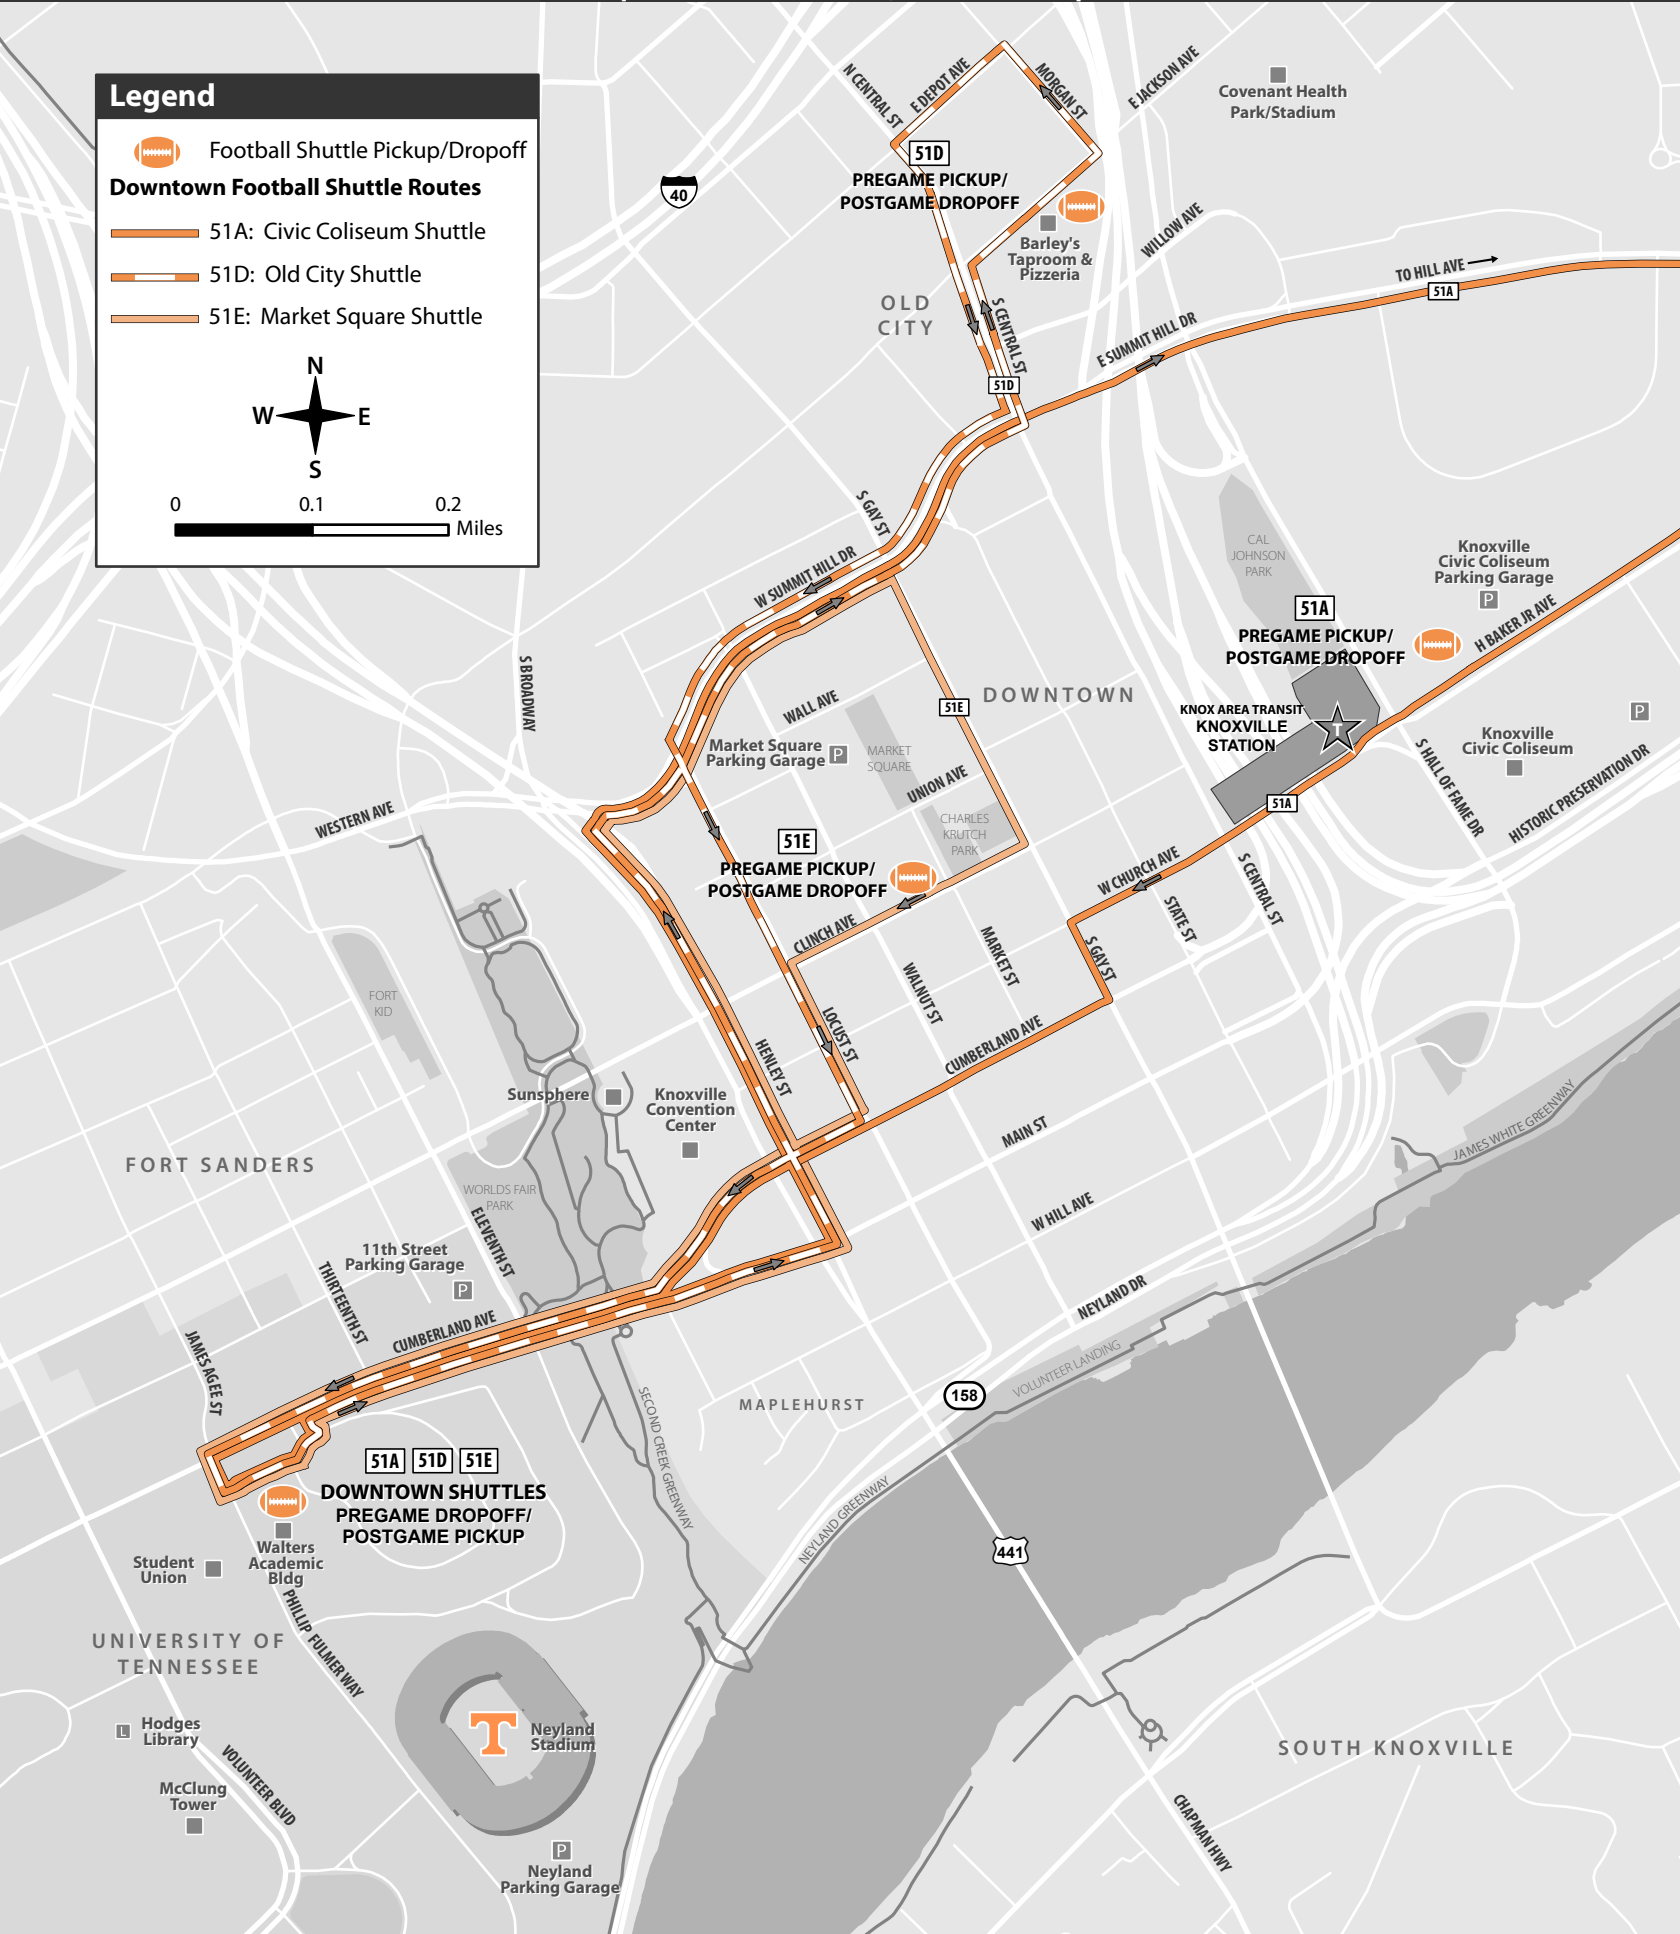 Legend
Football Shuttle Pickup/Dropoff
Downtown Football Shuttle Routes
51A: Civic Coliseum Shuttle
51D: Old City Shuttle
51E: Market Square Shuttle
N
W
E
S
0
0.1
0.2
Miles
40
N CENTRAL ST
E DEPOT AVE
MORGAN ST
E JACKSON AVE
Covenant Health
Park/Stadium
51D
PREGAME PICKUP/
POSTGAME DROPOFF
Barley's
Taproom &
Pizzeria
WILLOW AVE
OLD
CITY
S CENTRAL ST
51D
TO HILL AVE
51A
E SUMMIT HILL DR
S GAY ST
W SUMMIT HILL DR
CAL
JOHNSON
PARK
Knoxville
Civic Coliseum
Parking Garage
P
51A
PREGAME PICKUP/
POSTGAME DROPOFF
H BAKER JR AVE
S BROADWAY
DOWNTOWN
51E
WALL AVE
KNOX AREA TRANSIT
KNOXVILLE
STATION
T
P
Market Square
Parking Garage
P
MARKET
SQUARE
Knoxville
Civic Coliseum
S HALL OF FAME DR
HISTORIC PRESERVATION DR
UNION AVE
51A
WESTERN AVE
CHARLES
KRUTCH
PARK
51E
PREGAME PICKUP/
POSTGAME DROPOFF
W CHURCH AVE
S CENTRAL ST
STATE ST
CLINCH AVE
MARKET ST
S GAY ST
WALNUT ST
FORT
KID
LOCUST ST
HENLEY ST
CUMBERLAND AVE
Sunsphere
Knoxville
Convention
Center
MAIN ST
JAMES WHITE GREENWAY
FORT SANDERS
WORLDS FAIR
PARK
W HILL AVE
ELEVENTH ST
11th Street
Parking Garage
P
THIRTEENTH ST
CUMBERLAND AVE
NEYLAND DR
JAMES AGEE ST
VOLUNTEER LANDING
158
MAPLEHURST
SECOND CREEK GREENWAY
51A
51D
51E
DOWNTOWN SHUTTLES
PREGAME DROPOFF/
POSTGAME PICKUP
NEYLAND GREENWAY
Walters
Academic
Bldg
Student
Union
441
PHILLIP FULMER WAY
UNIVERSITY OF
TENNESSEE
L
Hodges
Library
T
Neyland
Stadium
SOUTH KNOXVILLE
VOLUNTEER BLVD
McClung
Tower
CHAPMAN HWY
P
Neyland
Parking Garage